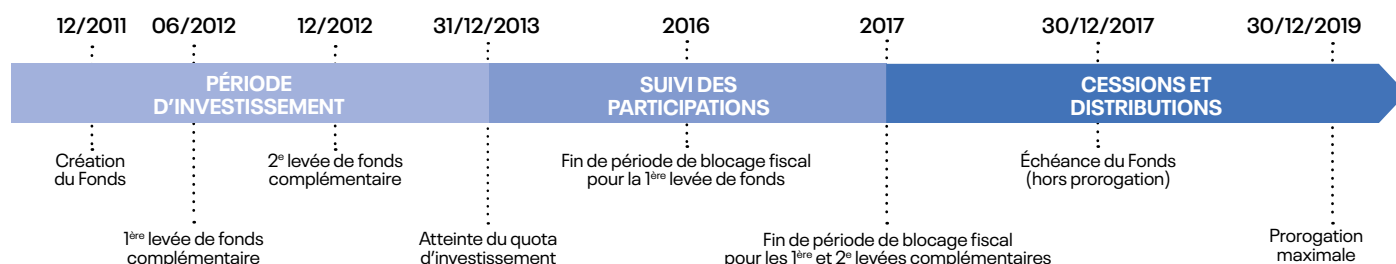 12/2011 06/2012 12/2012 31/12/2013 2016 2017 30/12/2017 30/12/2019
PÉRIODE
D'INVESTISSEMENT
SUIVI DES
PARTICIPATIONS
CESSIONS ET
DISTRIBUTIONS
Création
du Fonds
2e levée de fonds
complémentaire
Fin de période de blocage fiscal
pour la 1ère levée de fonds
Échéance du Fonds
(hors prorogation)
1ère levée de fonds
complémentaire
Atteinte du quota
d'investissement
Fin de période de blocage fiscal
pour les 1ère et 2e levées complémentaires
Prorogation
maximale